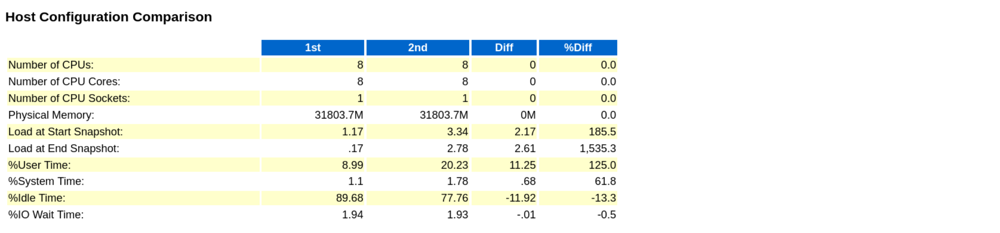 Host Configuration Comparison
1st 2nd Diff %Diff
Number of CPUs: 8 8 0 0.0
Number of CPU Cores: 8 8 0 0.0
Number of CPU Sockets: 1 1 0 0.0
Physical Memory: 31803.7M 31803.7M 0M 0.0
Load at Start Snapshot: 1.17 3.34 2.17 185.5
Load at End Snapshot: .17 2.78 2.61 1,535.3
%User Time: 8.99 20.23 11.25 125.0
%System Time: 1.1 1.78 .68 61.8
%Idle Time: 89.68 77.76 -11.92 -13.3
%IO Wait Time: 1.94 1.93 -.01 -0.5